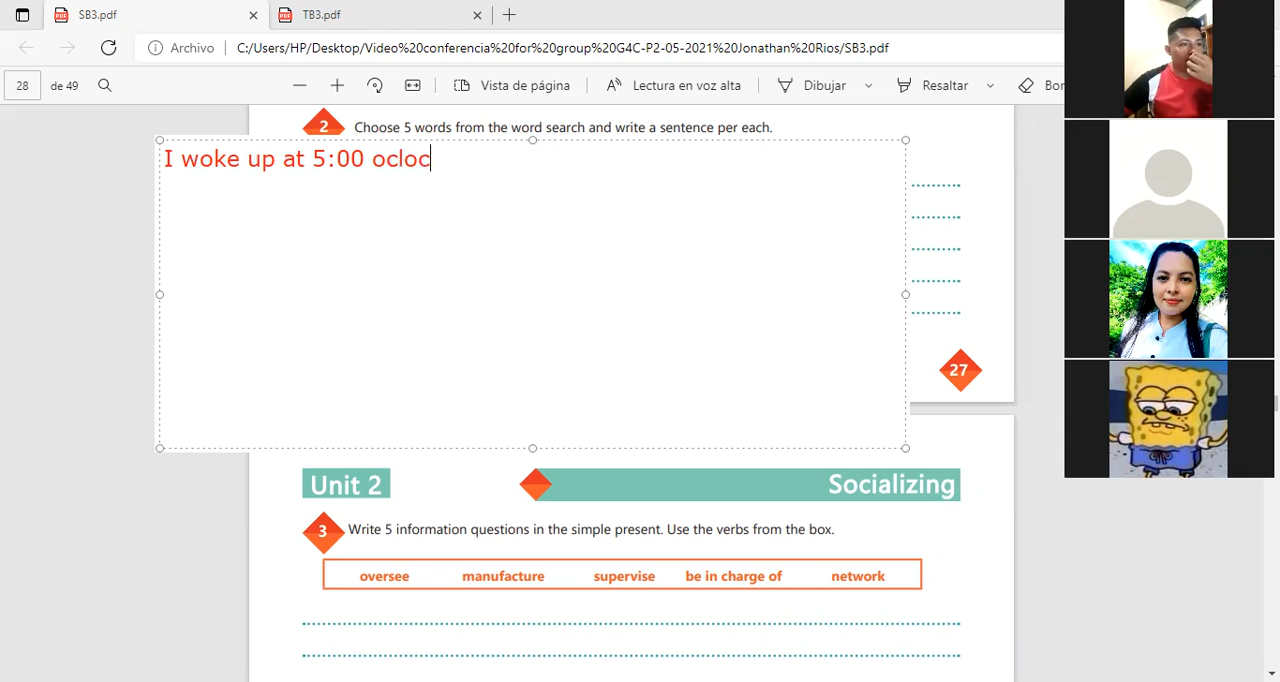 SB3.pdf
TB3.pdf
Archivo
C:/Users/HP/Desktop/Video%20conferencia%20for%20group%20G4C-P2-05-2021%20Jonathan%20Rios/SB3.pdf
28
de 49
Vista de página
Lectura en voz alta
Dibujar
Resaltar
Bor
2
Choose 5 words from the word search and write a sentence per each.
I woke up at 5:00 ocloc
27
Unit 2
Socializing
3
Write 5 information questions in the simple present. Use the verbs from the box.
oversee manufacture supervise be in charge of network